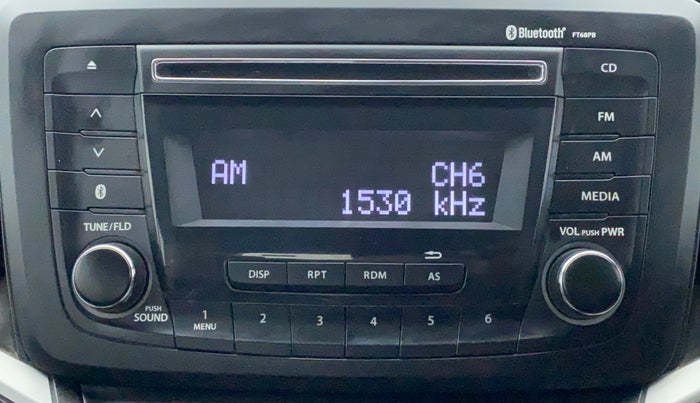 Bluetooth® FT68PB
CD
FM
AM
MEDIA
AM CH6
1530 kHz
TUNE/FLD
VOL PUSH PWR
DISP RPT RDM AS
PUSH
SOUND
1 2 3 4 5 6
MENU